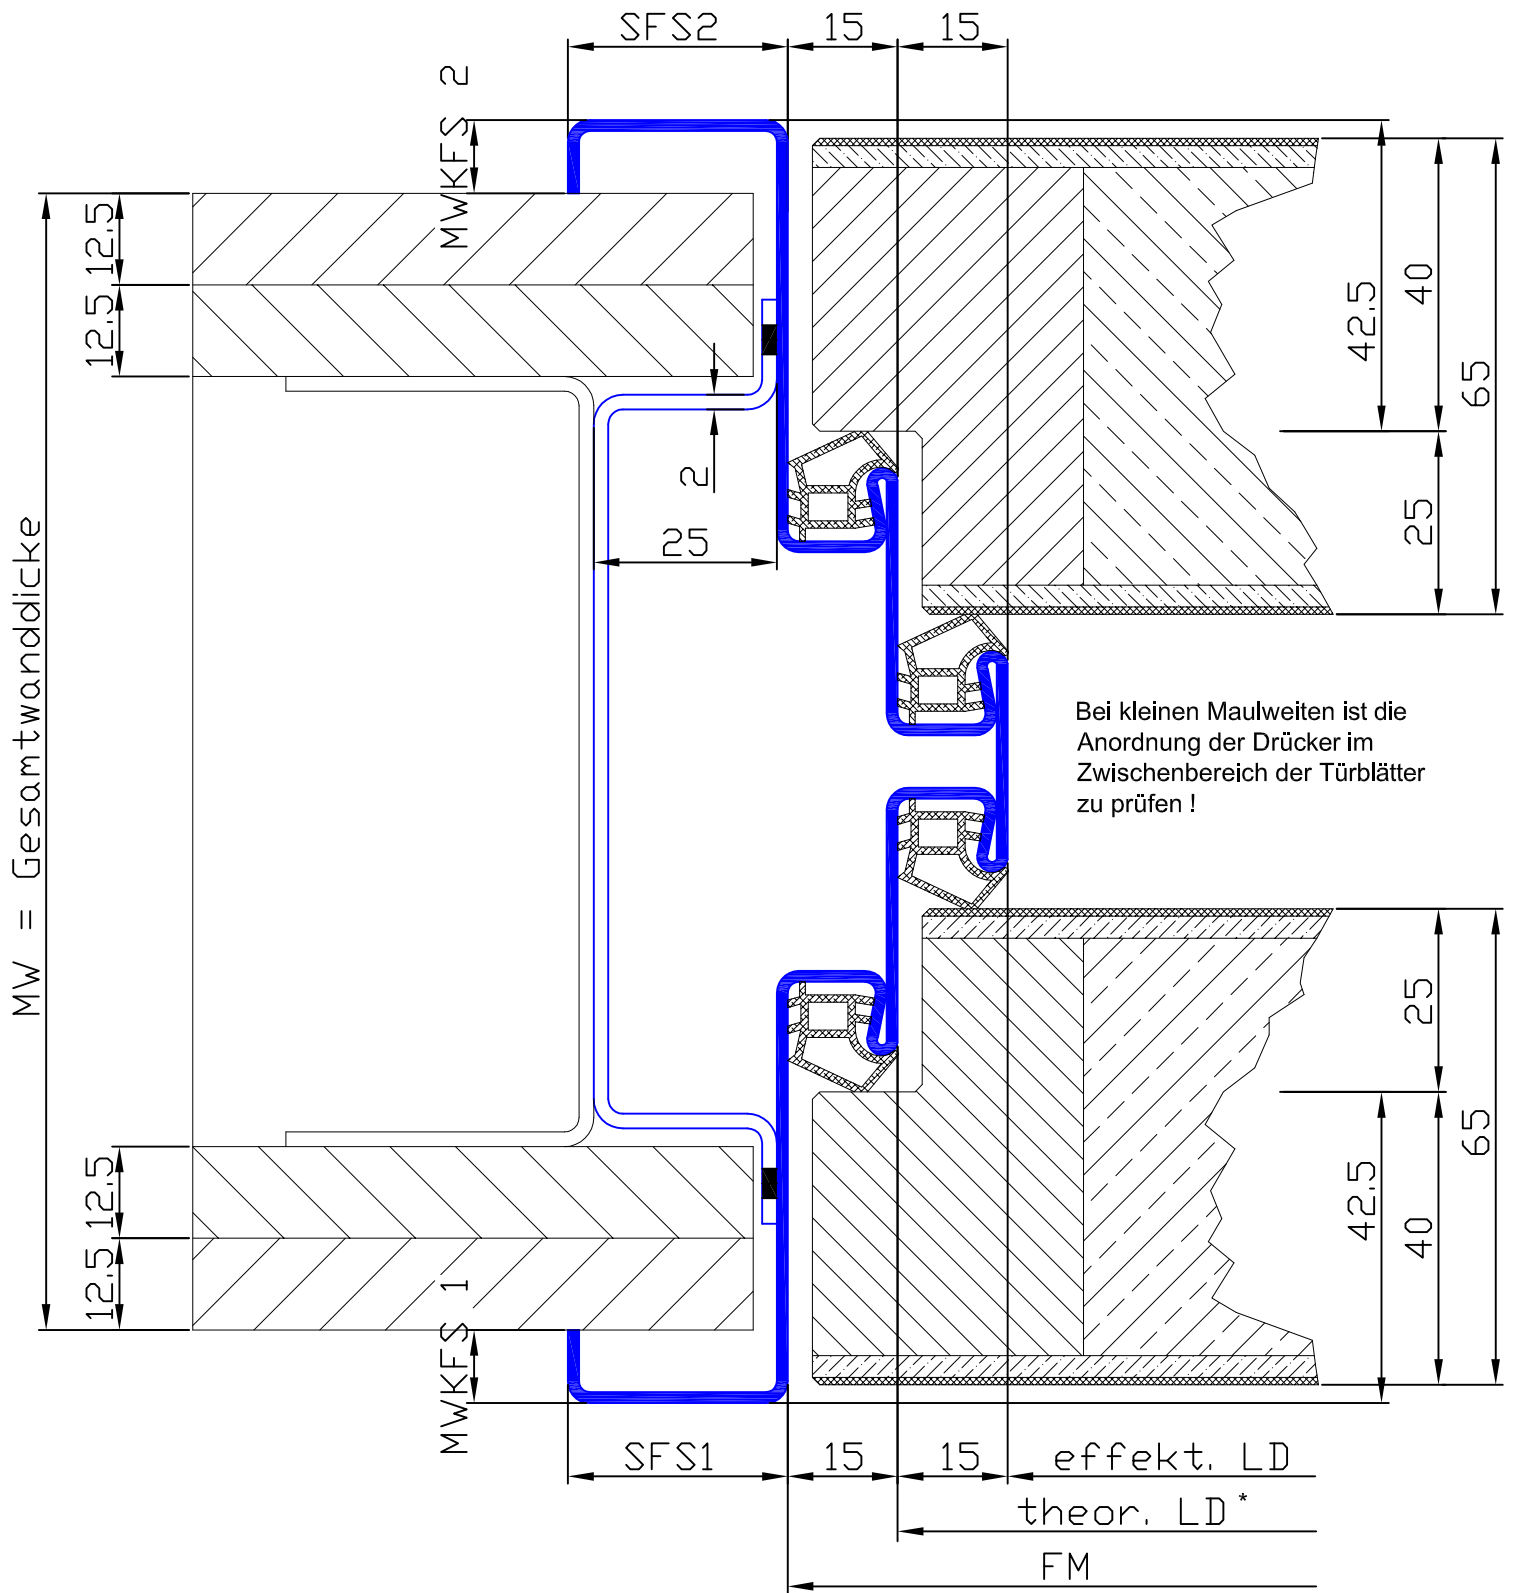 SFS2
15
15
MWKFS 2
12.5
12.5
42.5
40
65
2
25
25
MW = Gesamtwanddicke
Bei kleinen Maulweiten ist die
Anordnung der Drücker im
Zwischenbereich der Türblätter
zu prüfen !
25
65
12.5
12.5
42.5
40
MWKFS 1
SFS1
15
15
effekt. LD
theor. LD *
FM